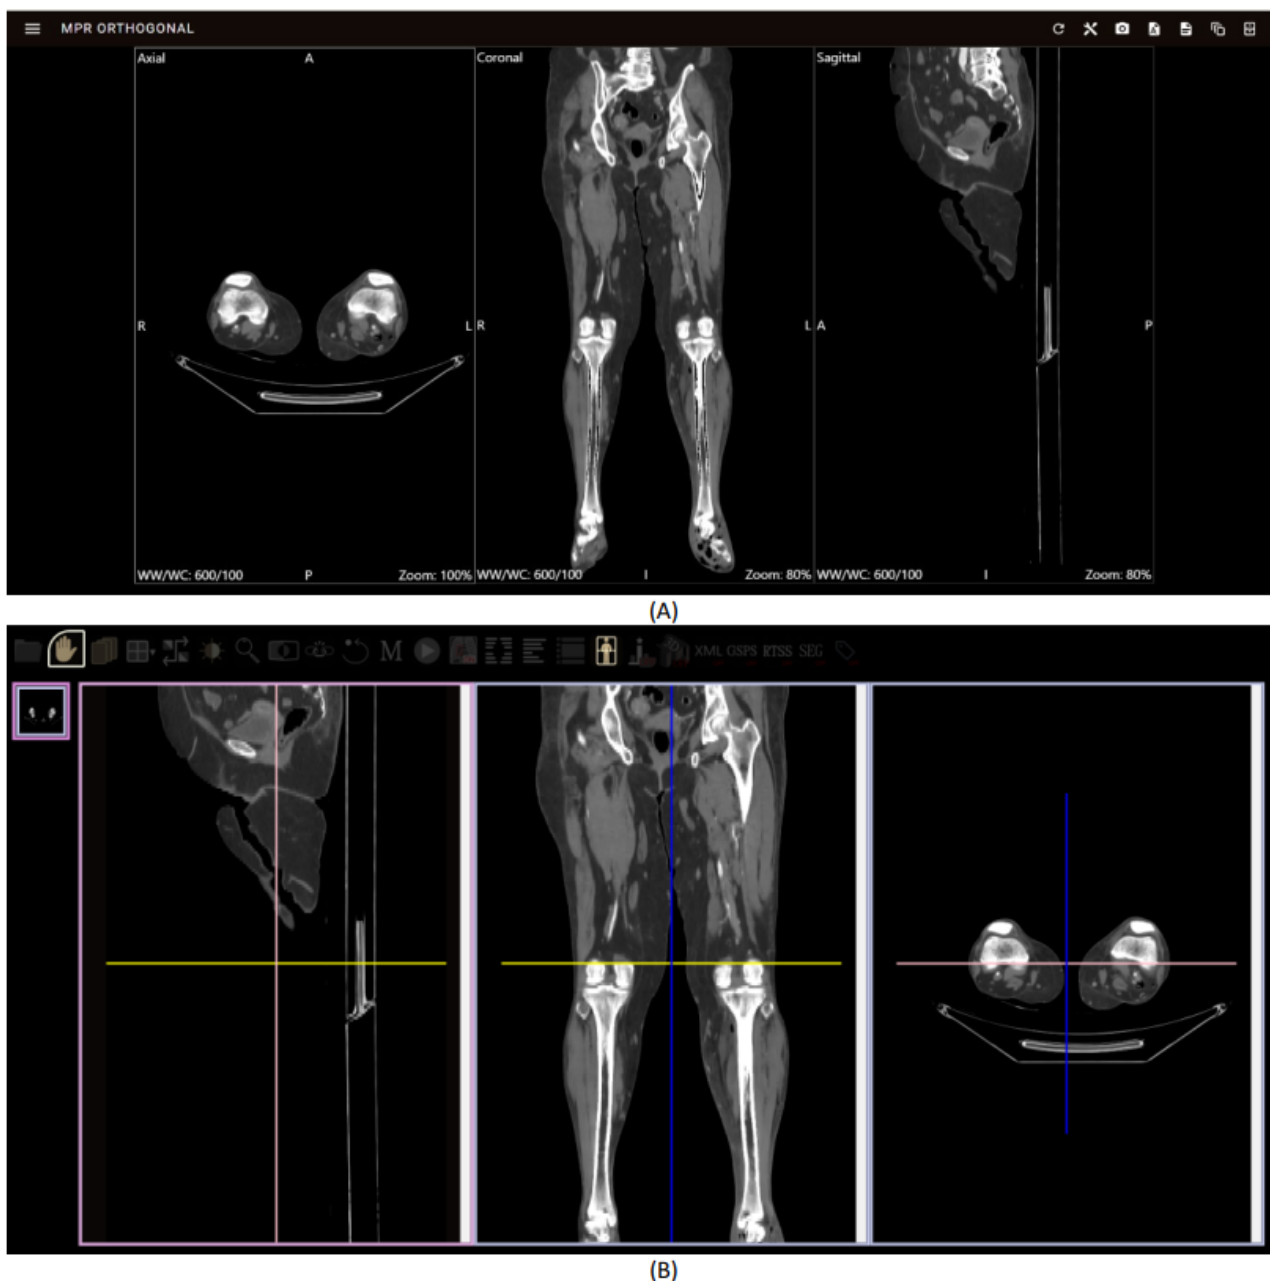 MPR ORTHOGONAL
Axial
A
R
L
WW/WC: 600/100
P
Zoom: 100%
Coronal
R
L
WW/WC: 600/100
I
Zoom: 80%
Sagittal
A
P
WW/WC: 600/100
I
Zoom: 80%
(A)
M
XML GSPS RTSS SEG
(B)